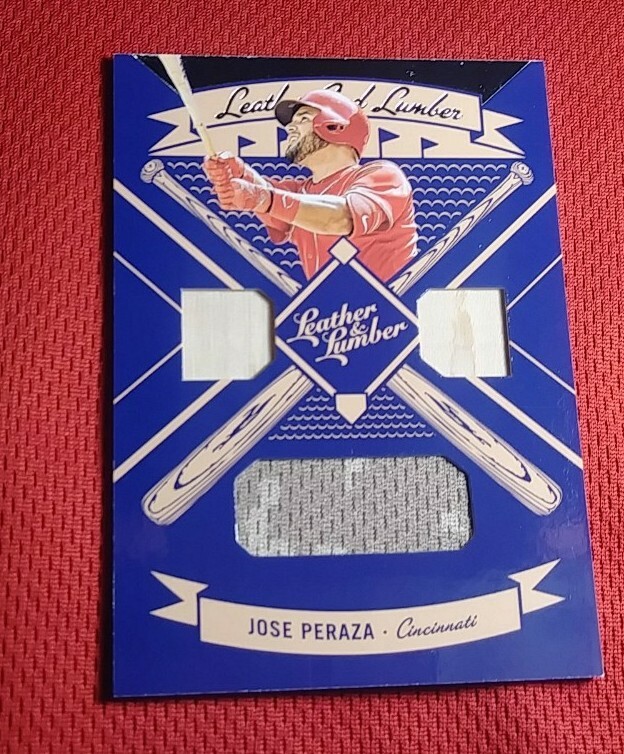 Leather and Lumber
Leather
&
Lumber
JOSE PERAZA · Cincinnati